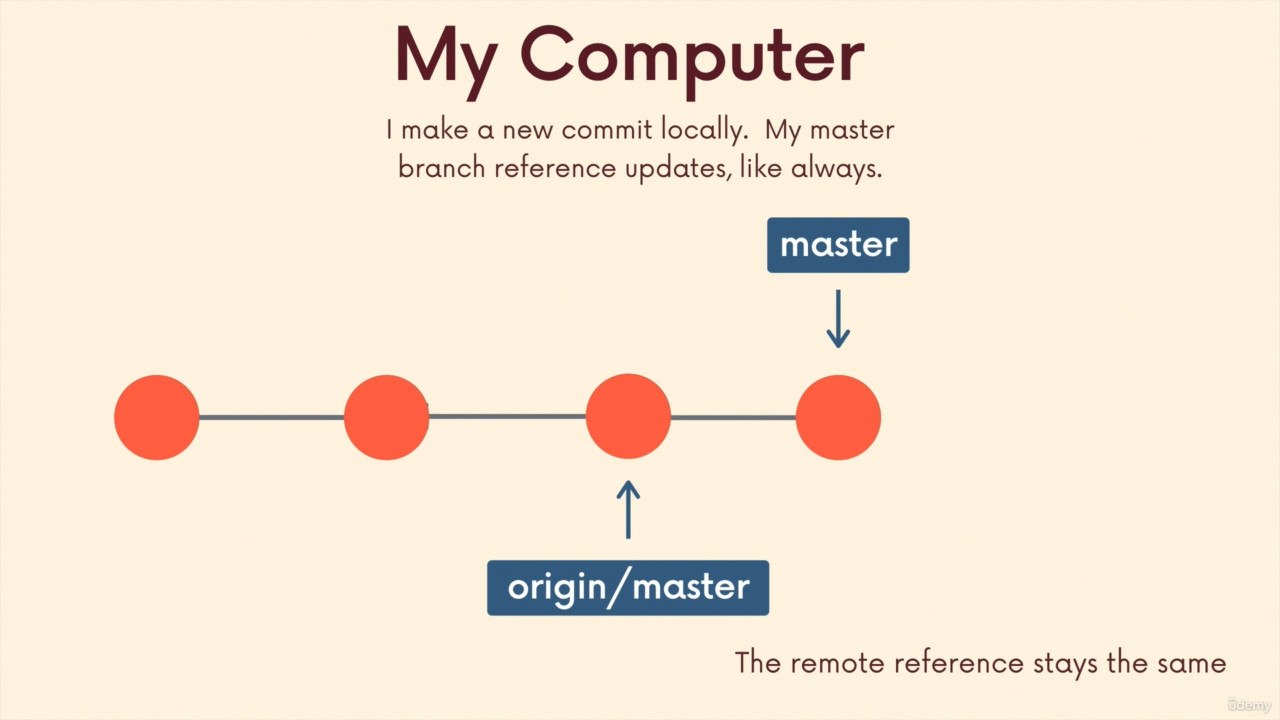 My Computer
I make a new commit locally. My master
branch reference updates, like always.
master
origin/master
The remote reference stays the same
ûdemy